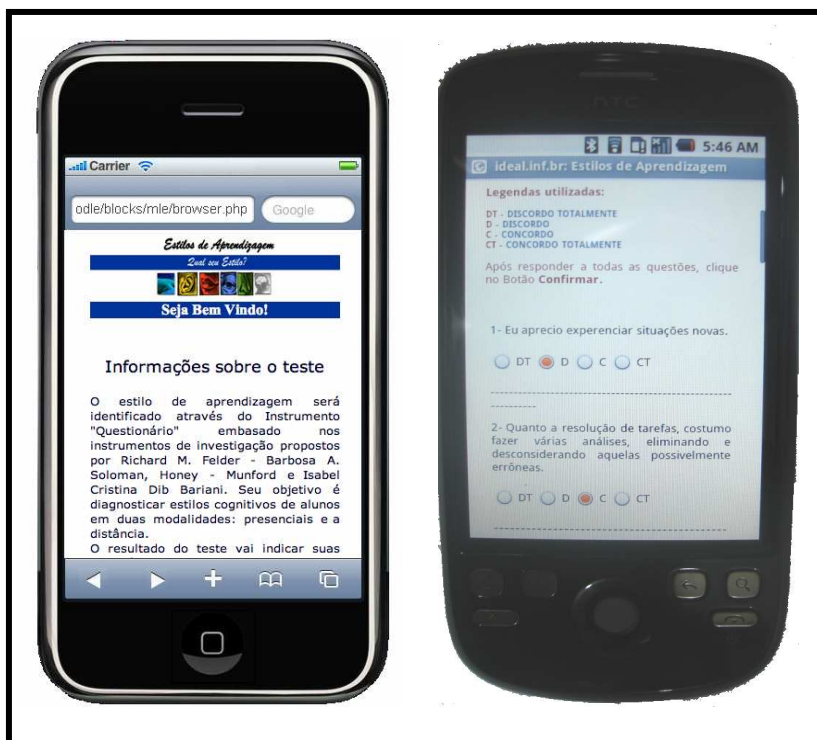 Carrier
odle/blocks/mle/browser.php
Google
Estilos de Aprendizagem
Qual seu Estilo?
Seja Bem Vindo!
Informações sobre o teste
O estilo de aprendizagem será
identificado através do Instrumento
"Questionário" embasado nos
instrumentos de investigação propostos
por Richard M. Felder - Barbosa A.
Soloman, Honey - Munford e Isabel
Cristina Dib Bariani. Seu objetivo é
diagnosticar estilos cognitivos de alunos
em duas modalidades: presenciais e a
distância.
O resultado do teste vai indicar suas
hTC
5:46 AM
ideal.inf.br: Estilos de Aprendizagem
Legendas utilizadas:
DT - DISCORDO TOTALMENTE
D - DISCORDO
C - CONCORDO
CT - CONCORDO TOTALMENTE
Após responder a todas as questões, clique
no Botão Confirmar.
1- Eu aprecio experenciar situações novas.
DT D C CT
2- Quanto a resolução de tarefas, costumo
fazer várias análises, eliminando e
desconsiderando aquelas possivelmente
errôneas.
DT D C CT